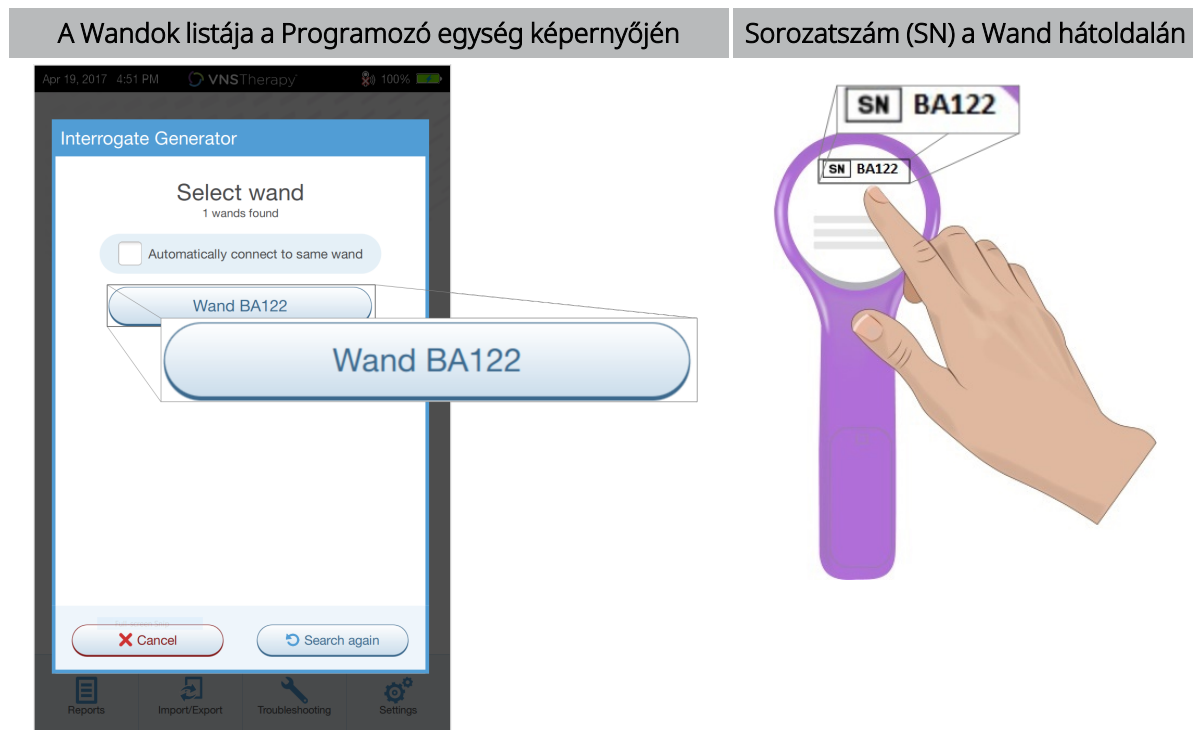 A Wandok listája a Programozó egység képernyőjén
Sorozatszám (SN) a Wand hátoldalán
Apr 19, 2017 4:51 PM VNSTherapy 100%
Interrogate Generator
Select wand
1 wands found
Automatically connect to same wand
Wand BA122
Wand BA122
Cancel
Search again
Reports
Import/Export
Troubleshooting
Settings
SN BA122
SN BA122